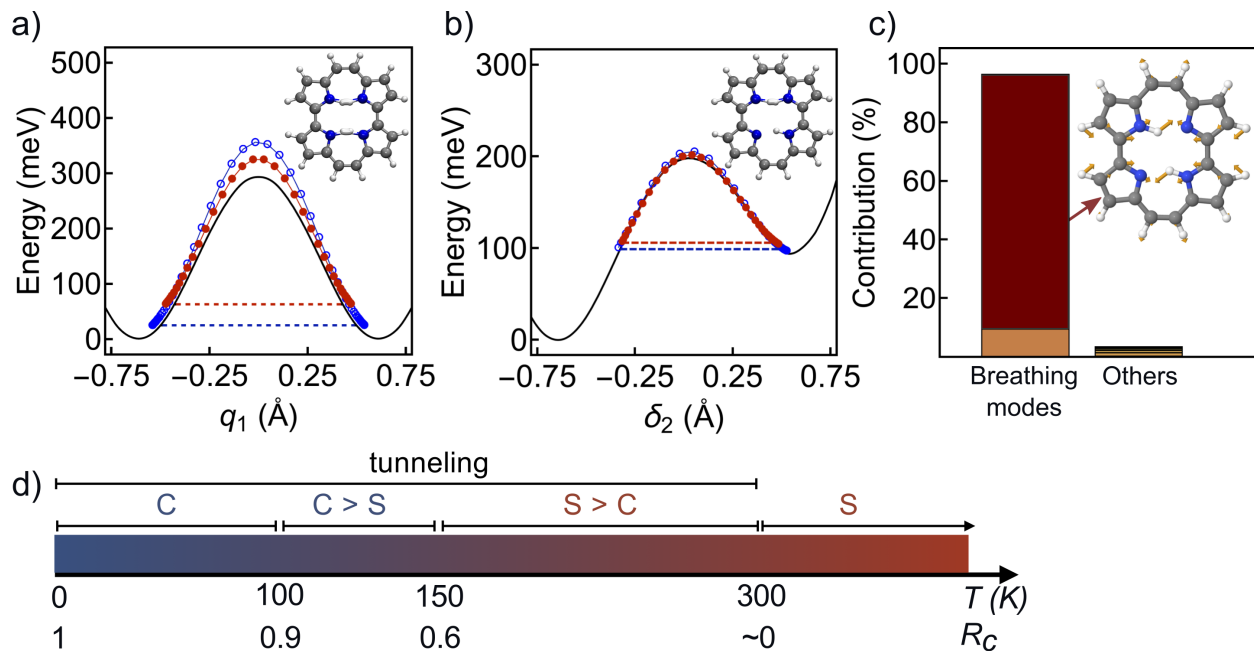 a)
500
400
300
200
100
0
Energy (meV)
−0.75 −0.25 0.25 0.75
q1 (Å)
b)
300
200
100
0
Energy (meV)
−0.75 −0.25 0.25 0.75
δ2 (Å)
c)
100
80
60
40
20
Contribution (%)
Breathing
modes
Others
d)
tunneling
C C > S S > C S
0 100 150 300 T (K)
1 0.9 0.6 ~0 RC